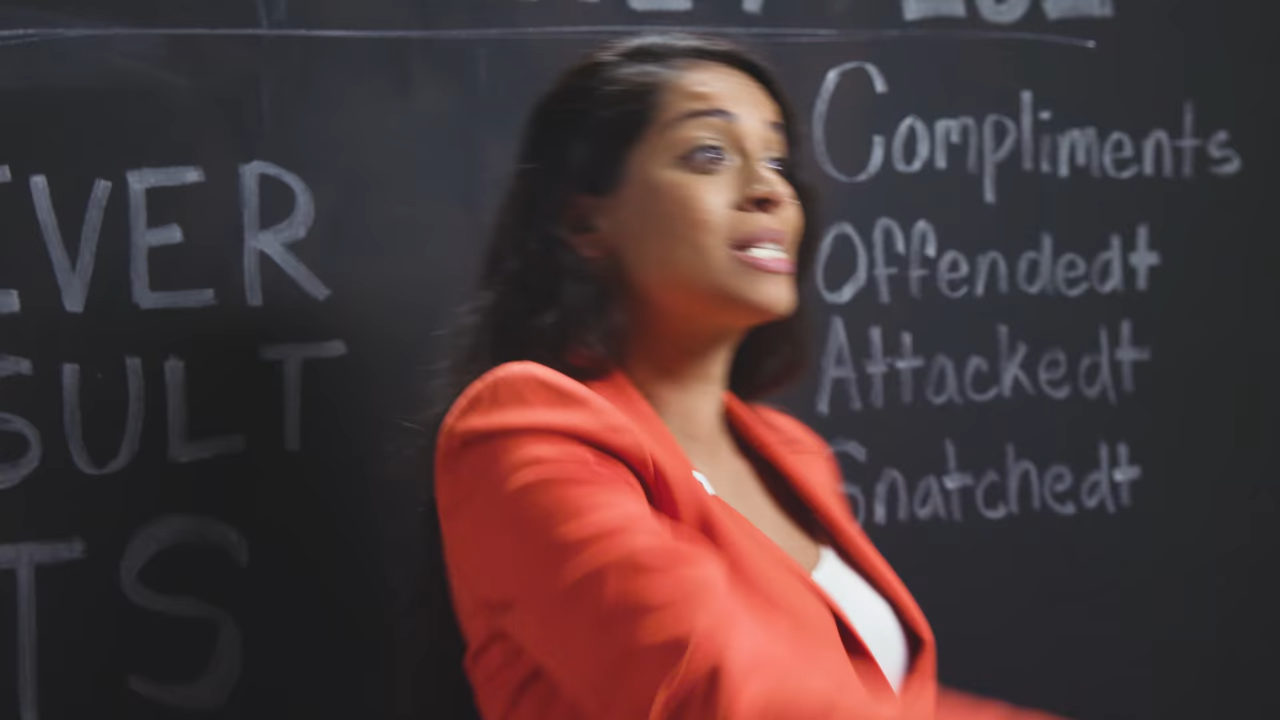 EVER
SULT
TS
Compliments
Offendedt
Attackedt
Snatchedt